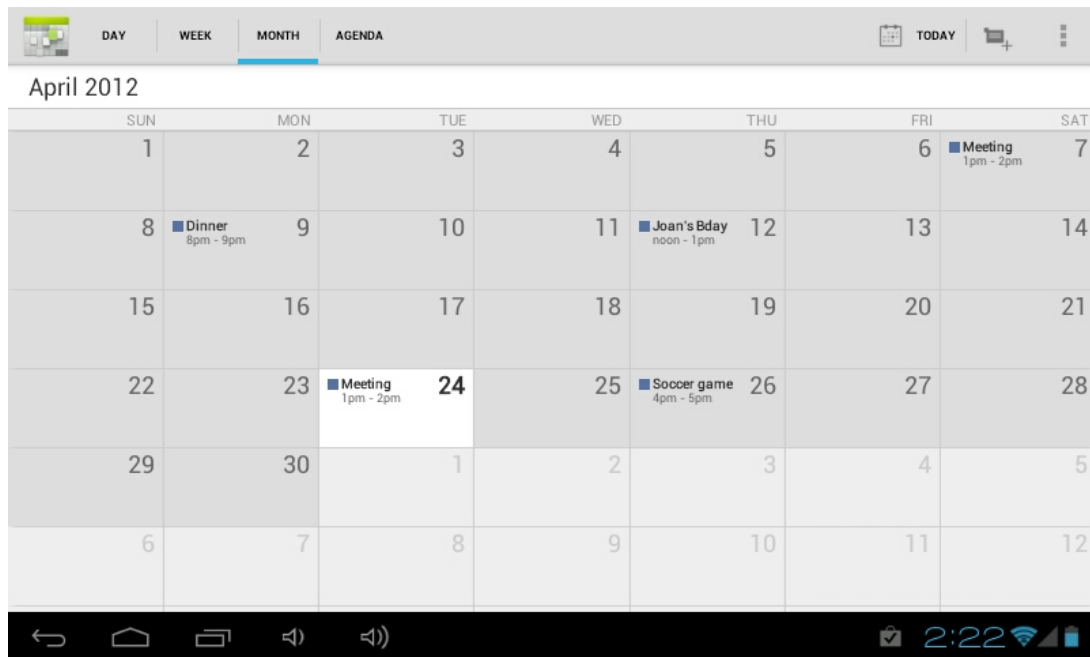 DAY WEEK MONTH AGENDA TODAY
April 2012
SUN MON TUE WED THU FRI SAT
1 2 3 4 5 6 Meeting 7
1pm - 2pm
8 Dinner 9 10 11 Joan's Bday 12 13 14
8pm - 9pm noon - 1pm
15 16 17 18 19 20 21
22 23 Meeting 24 25 Soccer game 26 27 28
1pm - 2pm 4pm - 5pm
29 30 1 2 3 4 5
6 7 8 9 10 11 12
2:22